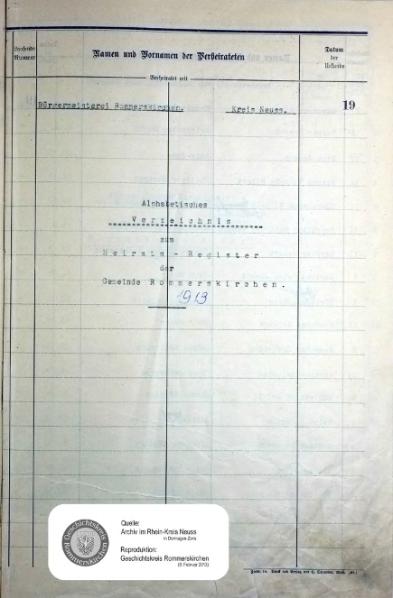 Laufende Nummer
Namen und Vornamen der Verheirateten
Datum der Urkunde
Verheiratet mit
19
Bürgermeisterei Rommerskirchen.
Kreis Neuss.
Alphabetisches
Verzeichnis
zum
Heirats - Register
der
Gemeinde Rommerskirchen.
1913
Geschichtskreis Rommerskirchen
Quelle:
Archiv im Rhein-Kreis Neuss
in Dormagen-Zons
Reproduktion:
Geschichtskreis Rommerskirchen